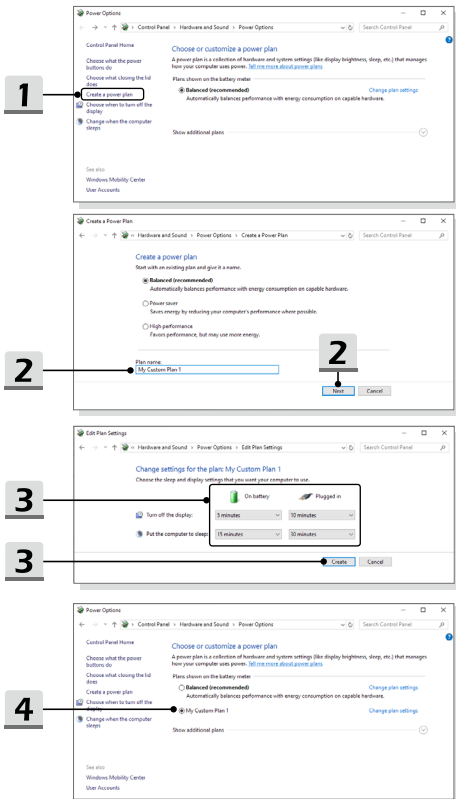 Power Options
Control Panel > Hardware and Sound > Power Options
Search Control Panel
Control Panel Home
Choose what the power
buttons do
Choose what closing the lid
does
Create a power plan
Choose when to turn off the
display
Change when the computer
sleeps
See also
Windows Mobility Center
User Accounts
Choose or customize a power plan
A power plan is a collection of hardware and system settings (like display brightness, sleep, etc.) that manages
how your computer uses power. Tell me more about power plans
Plans shown on the battery meter
Balanced (recommended)
Change plan settings
Automatically balances performance with energy consumption on capable hardware.
Show additional plans
1
Create a Power Plan
« Hardware and Sound > Power Options > Create a Power Plan
Search Control Panel
Create a power plan
Start with an existing plan and give it a name.
Balanced (recommended)
Automatically balances performance with energy consumption on capable hardware.
Power saver
Saves energy by reducing your computer's performance where possible.
High performance
Favors performance, but may use more energy.
Plan name:
My Custom Plan 1
2
2
Next
Cancel
Edit Plan Settings
« Hardware and Sound > Power Options > Edit Plan Settings
Search Control Panel
Change settings for the plan: My Custom Plan 1
Choose the sleep and display settings that you want your computer to use.
On battery
Plugged in
Turn off the display:
5 minutes
10 minutes
Put the computer to sleep:
15 minutes
30 minutes
3
3
Create
Cancel
Power Options
Control Panel > Hardware and Sound > Power Options
Search Control Panel
Control Panel Home
Choose what the power
buttons do
Choose what closing the lid
does
Create a power plan
Choose when to turn off the
display
Change when the computer
sleeps
See also
Windows Mobility Center
User Accounts
Choose or customize a power plan
A power plan is a collection of hardware and system settings (like display brightness, sleep, etc.) that manages
how your computer uses power. Tell me more about power plans
Plans shown on the battery meter
Balanced (recommended)
Change plan settings
Automatically balances performance with energy consumption on capable hardware.
My Custom Plan 1
Change plan settings
Show additional plans
4